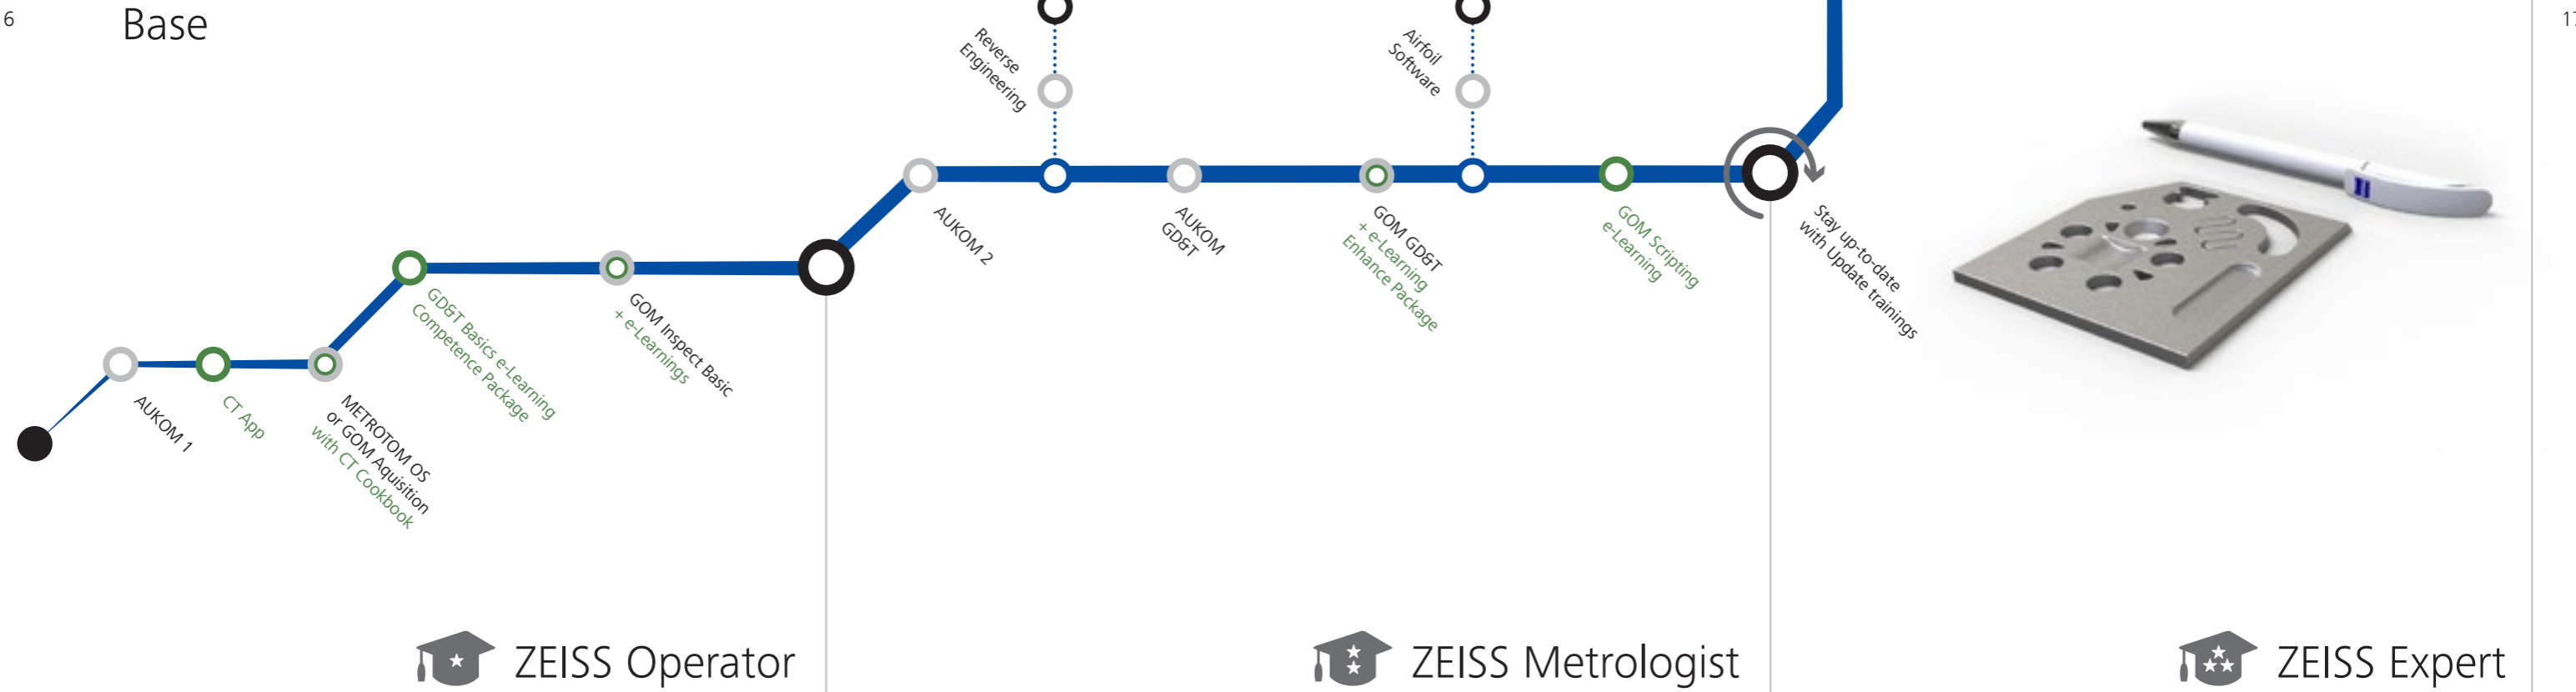 6
Base
17
Reverse
Engineering
Airfoil
Software
AUKOM 1
CT App
METROTOM OS
or GOM Aquisition
with CT Cookbook
GD&T Basics e-Learning
Competence Package
GOM Inspect Basic
+ e-Learnings
AUKOM 2
AUKOM
GD&T
GOM GD&T
+ e-Learning
Enhance Package
GOM Scripting
e-Learning
Stay up-to-date
with Update trainings
ZEISS Operator
ZEISS Metrologist
ZEISS Expert